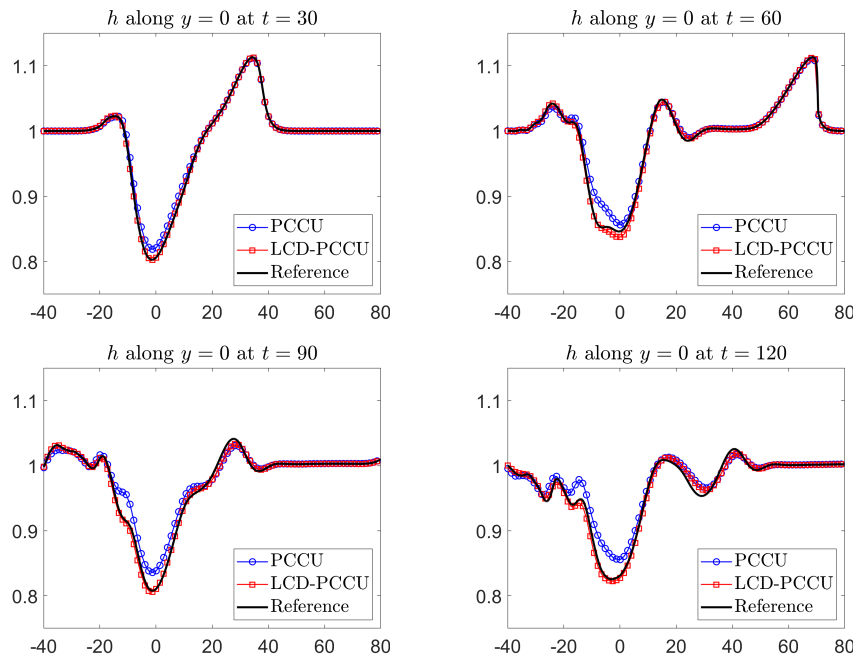 h along y = 0 at t = 30
1.1
1
0.9
0.8
-40 -20 0 20 40 60 80
PCCU
LCD-PCCU
Reference
h along y = 0 at t = 60
1.1
1
0.9
0.8
-40 -20 0 20 40 60 80
PCCU
LCD-PCCU
Reference
h along y = 0 at t = 90
1.1
1
0.9
0.8
-40 -20 0 20 40 60 80
PCCU
LCD-PCCU
Reference
h along y = 0 at t = 120
1.1
1
0.9
0.8
-40 -20 0 20 40 60 80
PCCU
LCD-PCCU
Reference